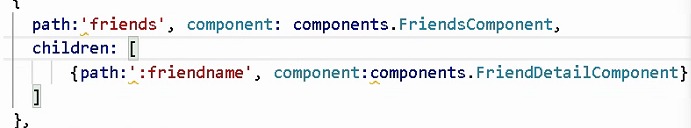 {
path:'friends', component: components.FriendsComponent,
children: [
{path:':friendname', component:components.FriendDetailComponent}
]
},